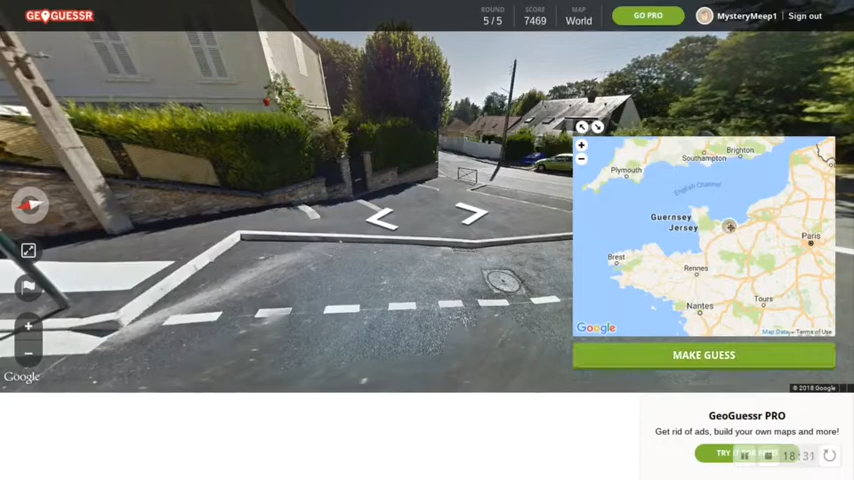 GEOGUESSR
ROUND
5 / 5
SCORE
7469
MAP
World
GO PRO
MysteryMeep1
Sign out
Plymouth
Southampton
Brighton
English Channel
Guernsey
Jersey
Paris
Brest
Rennes
Nantes
Tours
Google
Map Data
Terms of Use
MAKE GUESS
Google
© 2018 Google
GeoGuessr PRO
Get rid of ads, build your own maps and more!
TRY
18:31